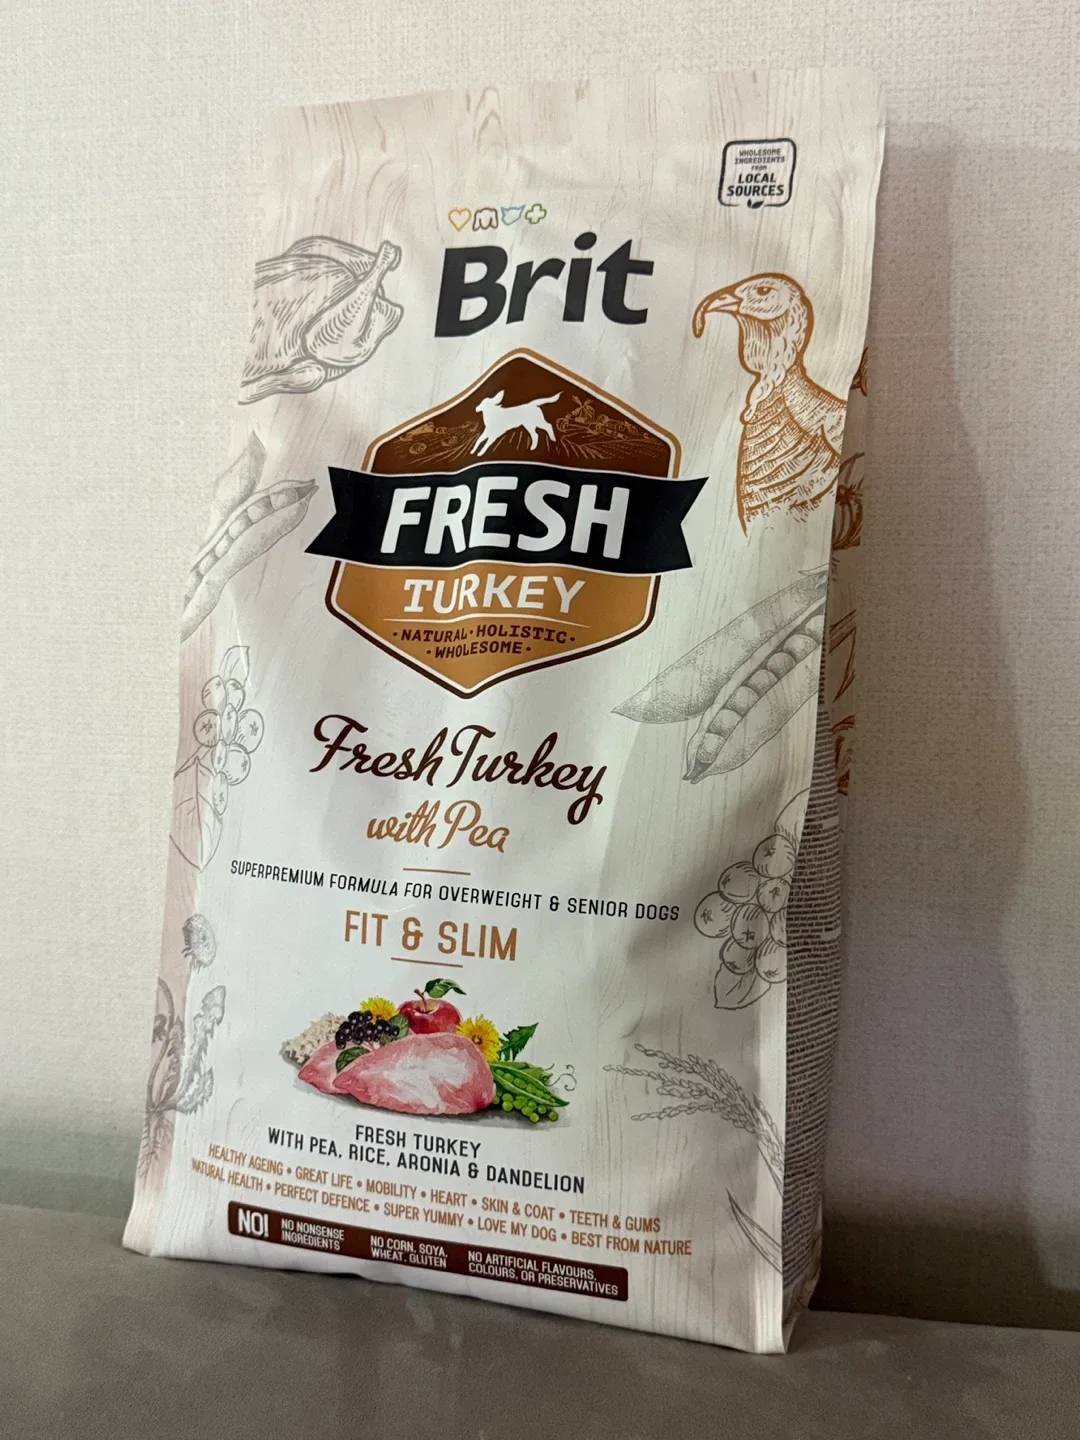 WHOLESOME
INGREDIENTS
FROM
LOCAL
SOURCES
Brit
FRESH
TURKEY
• NATURAL • HOLISTIC •
• WHOLESOME •
Fresh Turkey
with Pea
SUPERPREMIUM FORMULA FOR OVERWEIGHT & SENIOR DOGS
FIT & SLIM
FRESH TURKEY
WITH PEA, RICE, ARONIA & DANDELION
HEALTHY AGEING • GREAT LIFE • MOBILITY • HEART • SKIN & COAT • TEETH & GUMS
NATURAL HEALTH • PERFECT DEFENCE • SUPER YUMMY • LOVE MY DOG • BEST FROM NATURE
NO!
NO NONSENSE
INGREDIENTS
NO CORN, SOYA,
WHEAT, GLUTEN
NO ARTIFICIAL FLAVOURS,
COLOURS, OR PRESERVATIVES